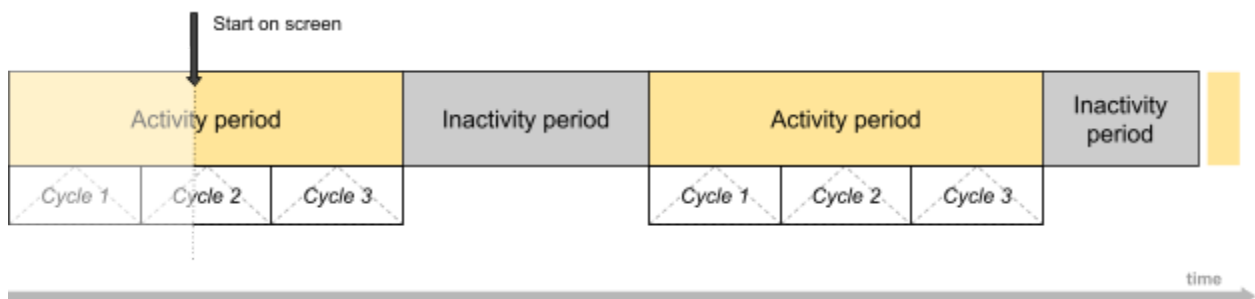 Start on screen
Activity period
Inactivity period
Activity period
Inactivity
period
Cycle 1
Cycle 2
Cycle 3
Cycle 1
Cycle 2
Cycle 3
time